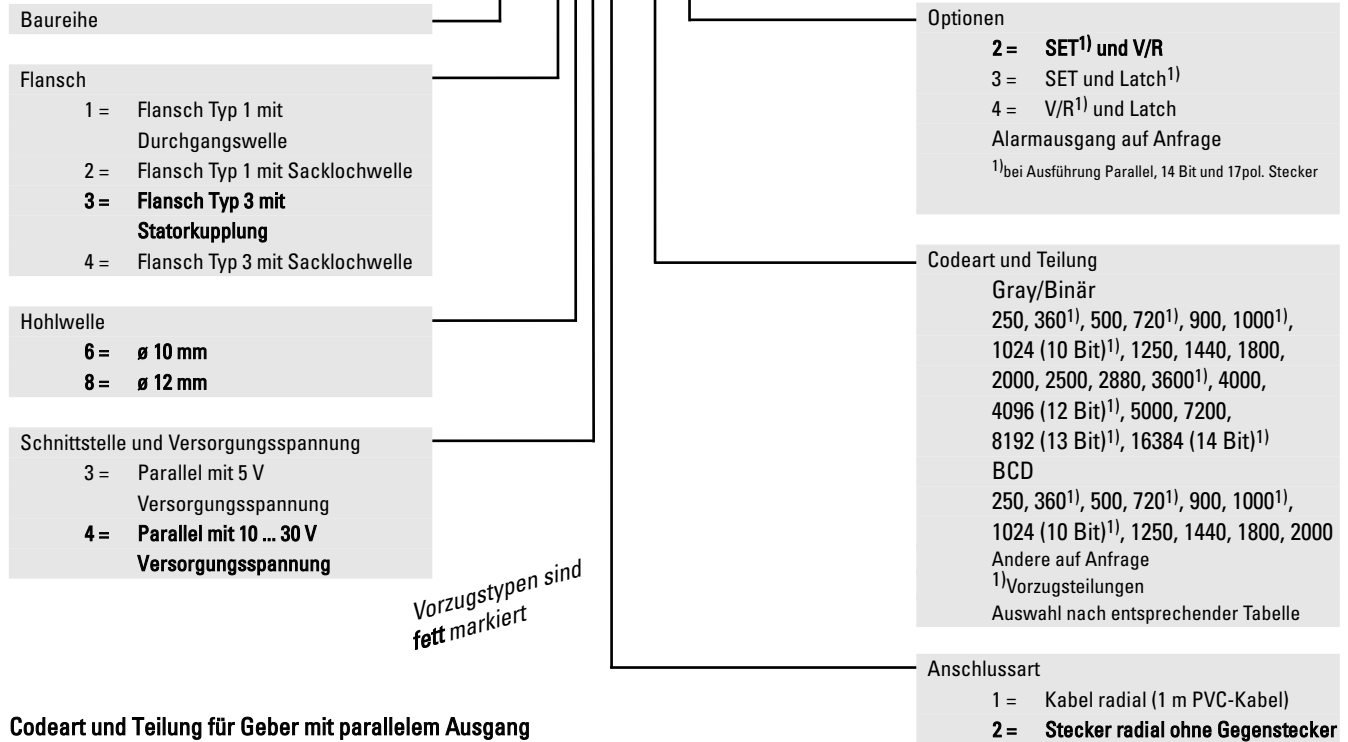 Baureihe
Flansch
1 = Flansch Typ 1 mit
Durchgangswelle
2 = Flansch Typ 1 mit Sacklochwelle
3 = Flansch Typ 3 mit
Statorkupplung
4 = Flansch Typ 3 mit Sacklochwelle
Hohlwelle
6 = ø 10 mm
8 = ø 12 mm
Schnittstelle und Versorgungsspannung
3 = Parallel mit 5 V
Versorgungsspannung
4 = Parallel mit 10 ... 30 V
Versorgungsspannung
Vorzugstypen sind
fett markiert
Codeart und Teilung für Geber mit parallelem Ausgang
Optionen
2 = SET1) und V/R
3 = SET und Latch1)
4 = V/R1) und Latch
Alarmausgang auf Anfrage
1)bei Ausführung Parallel, 14 Bit und 17pol. Stecker
Codeart und Teilung
Gray/Binär
250, 3601), 500, 7201), 900, 10001),
1024 (10 Bit)1), 1250, 1440, 1800,
2000, 2500, 2880, 36001), 4000,
4096 (12 Bit)1), 5000, 7200,
8192 (13 Bit)1), 16384 (14 Bit)1)
BCD
250, 3601), 500, 7201), 900, 10001),
1024 (10 Bit)1), 1250, 1440, 1800, 2000
Andere auf Anfrage
1)Vorzugsteilungen
Auswahl nach entsprechender Tabelle
Anschlussart
1 = Kabel radial (1 m PVC-Kabel)
2 = Stecker radial ohne Gegenstecker